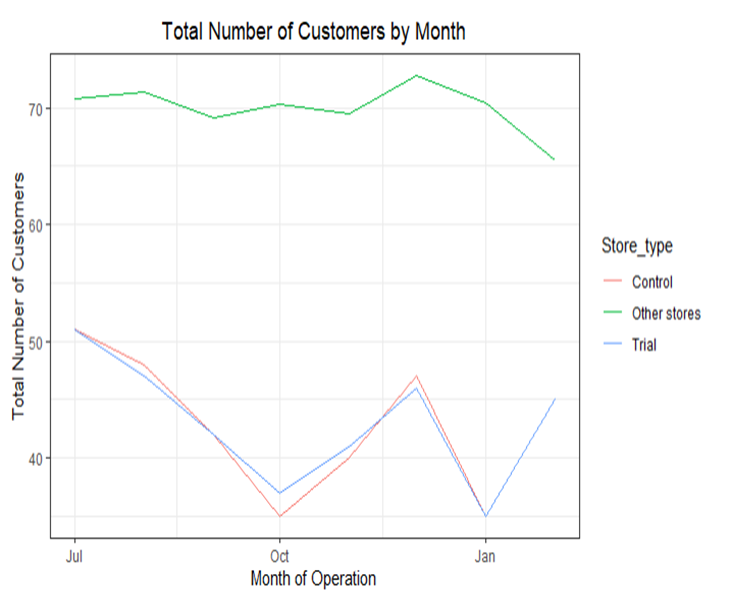 Total Number of Customers by Month
Total Number of Customers
70
60
50
40
Jul
Oct
Jan
Month of Operation
Store_type
Control
Other stores
Trial